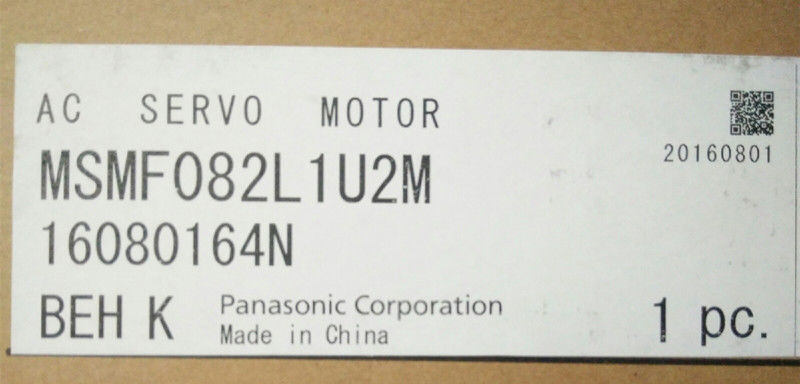 AC SERVO MOTOR
20160801
MSMF082L1U2M
16080164N
BEH K
Panasonic Corporation
Made in China
1 pc.